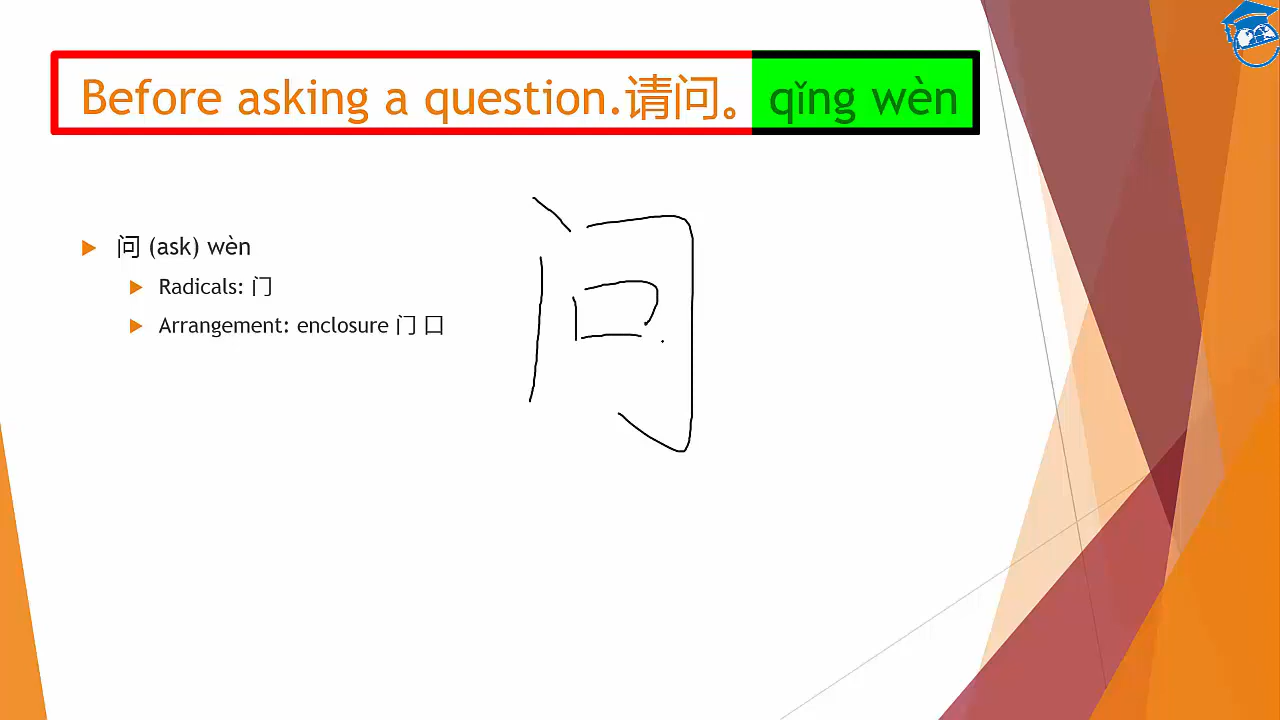 Before asking a question.请问。 qǐng wèn
问 (ask) wèn
Radicals: 门
Arrangement: enclosure 门 口
问